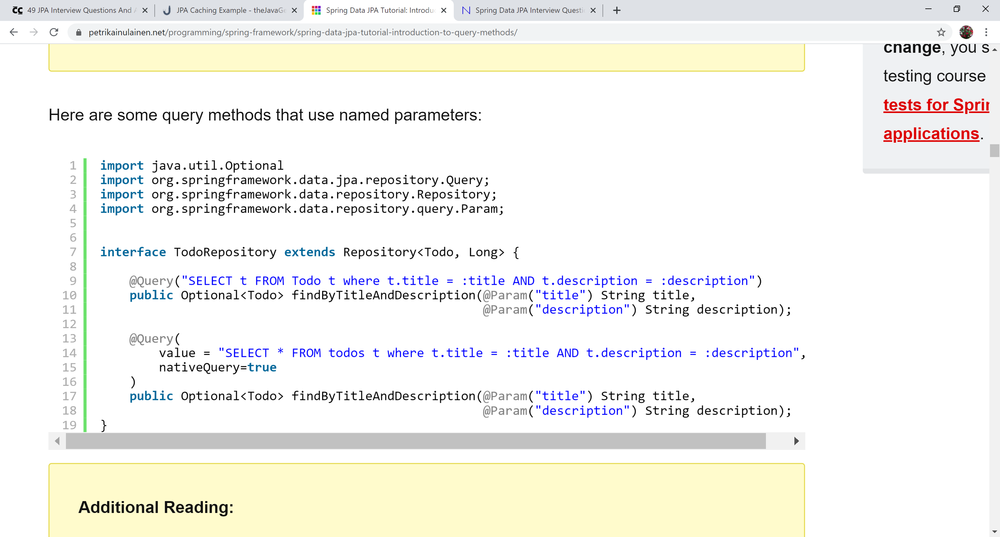 49 JPA Interview Questions And A
JPA Caching Example - theJavaGe
Spring Data JPA Tutorial: Introduc
Spring Data JPA Interview Questi
petrikainulainen.net/programming/spring-framework/spring-data-jpa-tutorial-introduction-to-query-methods/
change, you s
testing course
tests for Sprin
applications.
Here are some query methods that use named parameters:
1 import java.util.Optional
2 import org.springframework.data.jpa.repository.Query;
3 import org.springframework.data.repository.Repository;
4 import org.springframework.data.repository.query.Param;
5
6
7 interface TodoRepository extends Repository<Todo, Long> {
8
9 @Query("SELECT t FROM Todo t where t.title = :title AND t.description = :description")
10 public Optional<Todo> findByTitleAndDescription(@Param("title") String title,
11 @Param("description") String description);
12
13 @Query(
14 value = "SELECT * FROM todos t where t.title = :title AND t.description = :description",
15 nativeQuery=true
16 )
17 public Optional<Todo> findByTitleAndDescription(@Param("title") String title,
18 @Param("description") String description);
19 }
Additional Reading: